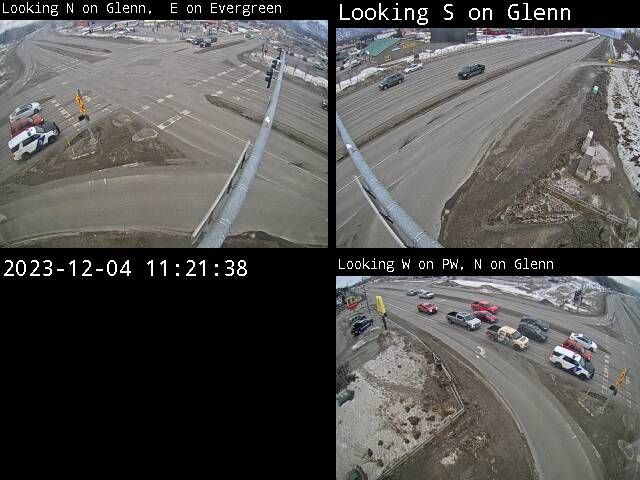 Looking N on Glenn,  E on Evergreen
Looking S on Glenn
2023-12-04 11:21:38
Looking W on PW, N on Glenn